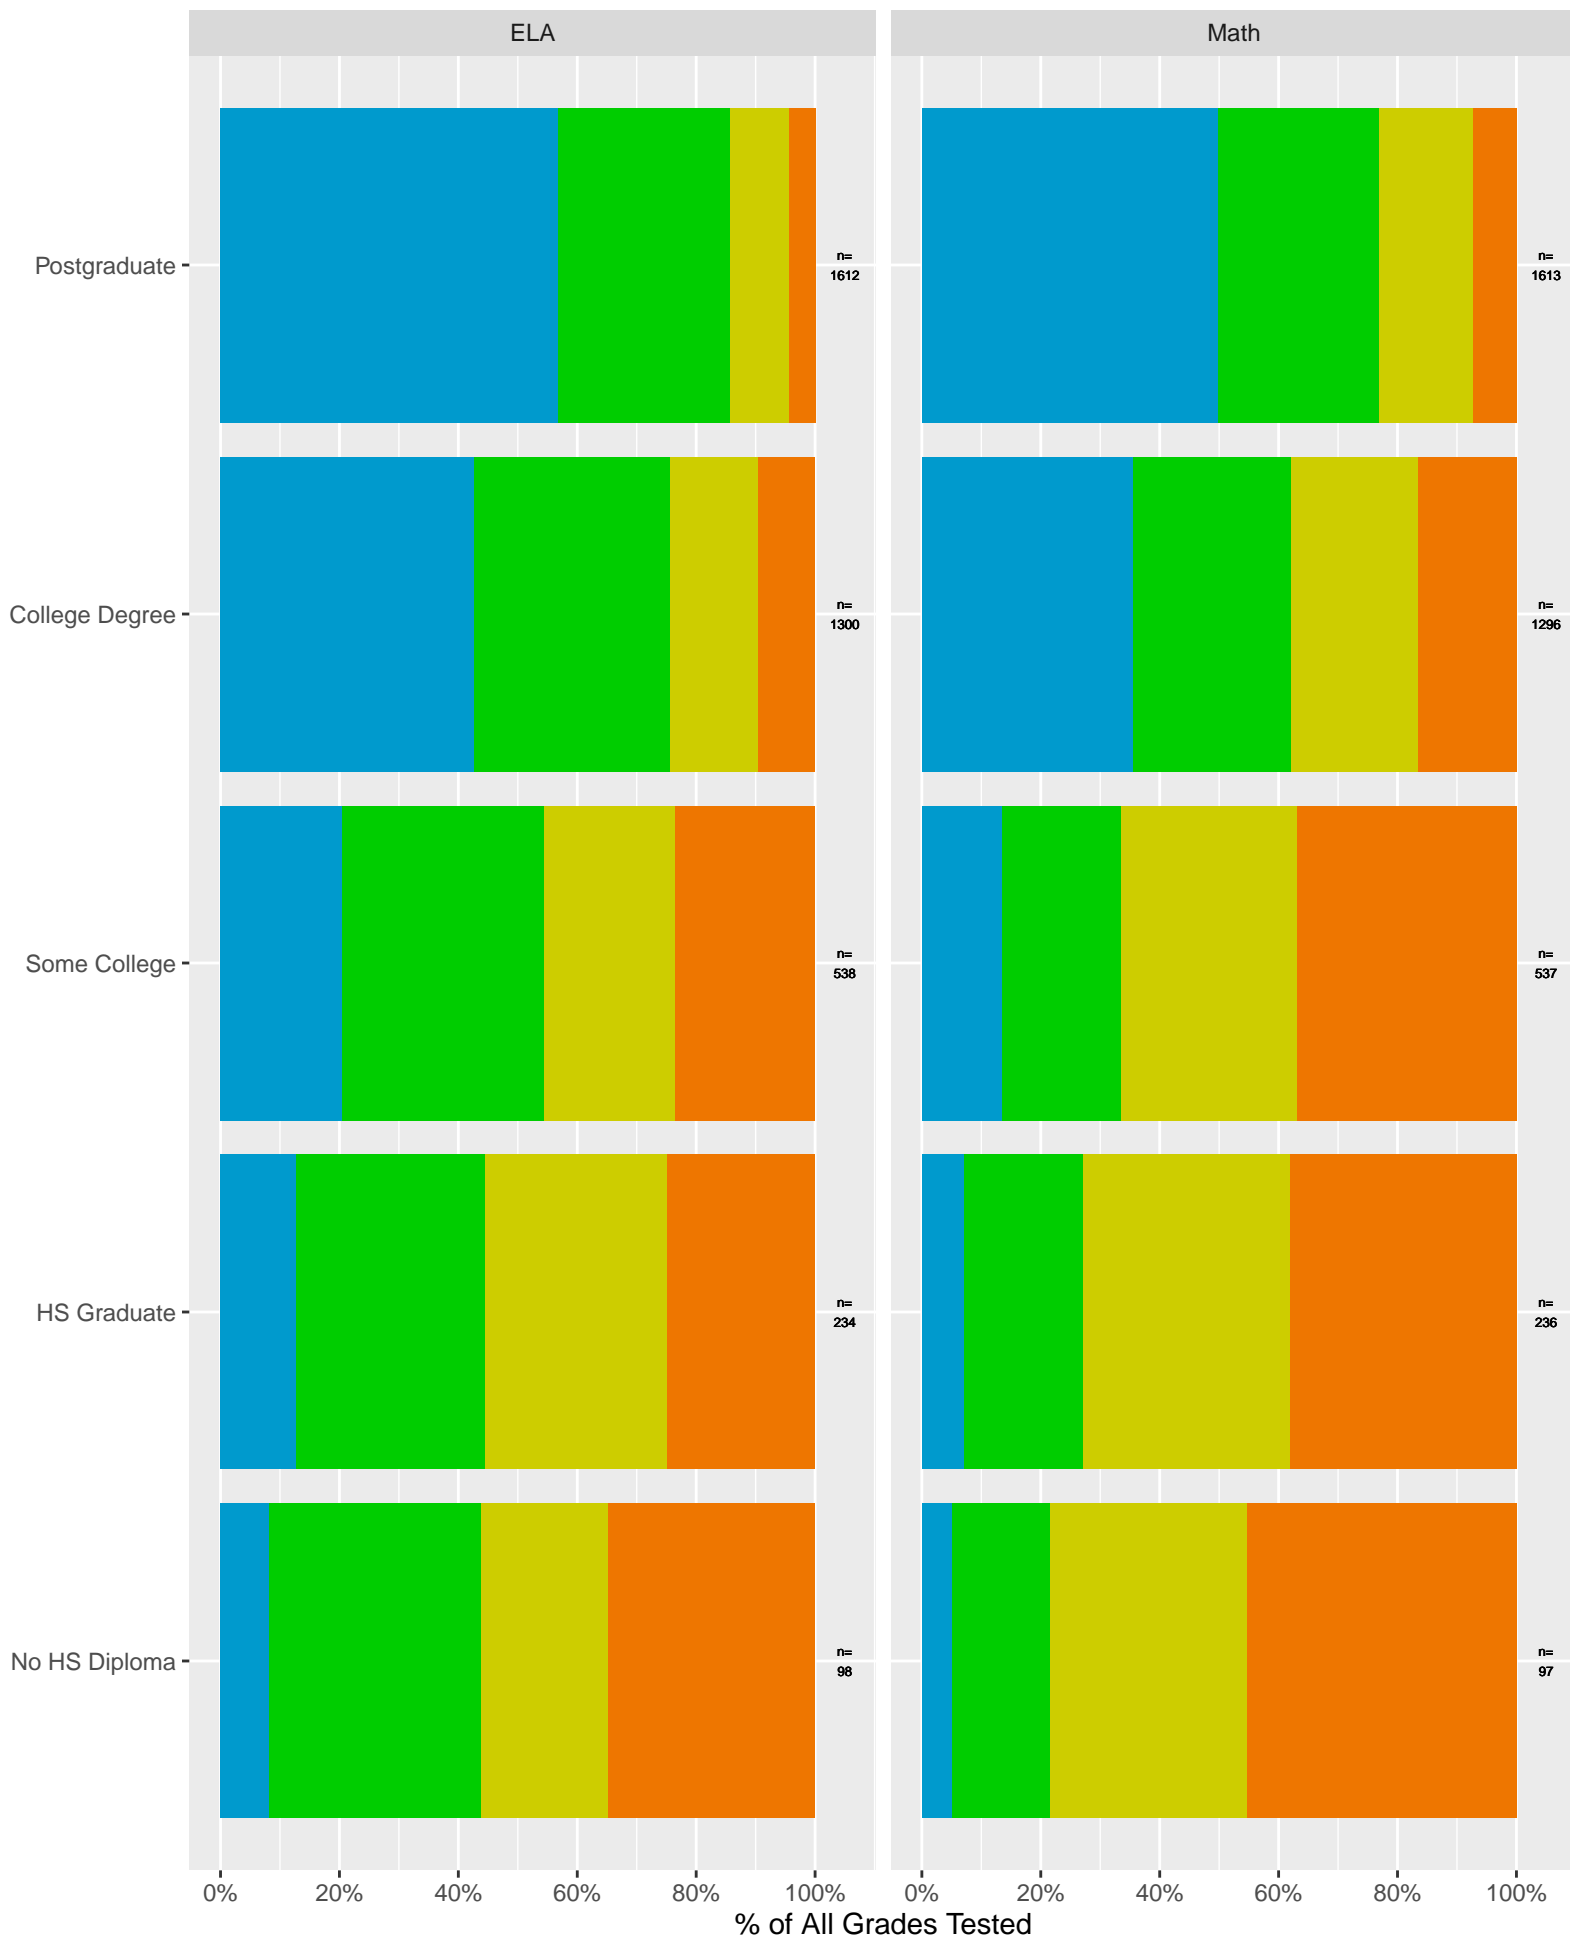 ELA
Math
Postgraduate
n=
1612
n=
1613
College Degree
n=
1300
n=
1296
Some College
n=
538
n=
537
HS Graduate
n=
234
n=
236
No HS Diploma
n=
98
n=
97
0% 20% 40% 60% 80% 100%
0% 20% 40% 60% 80% 100%
% of All Grades Tested